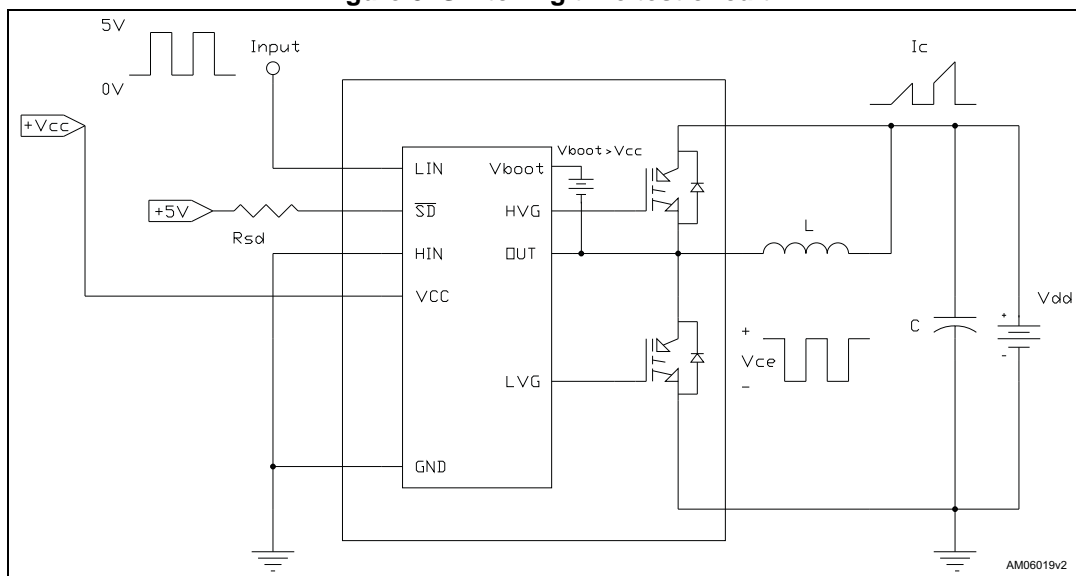 5V
0V
Input
Ic
+Vcc
Vboot>Vcc
LIN
Vboot
+5V
Rsd
SD
HVG
HIN
OUT
L
VCC
Vdd
C
+
Vce
-
+
-
LVG
GND
AM06019v2